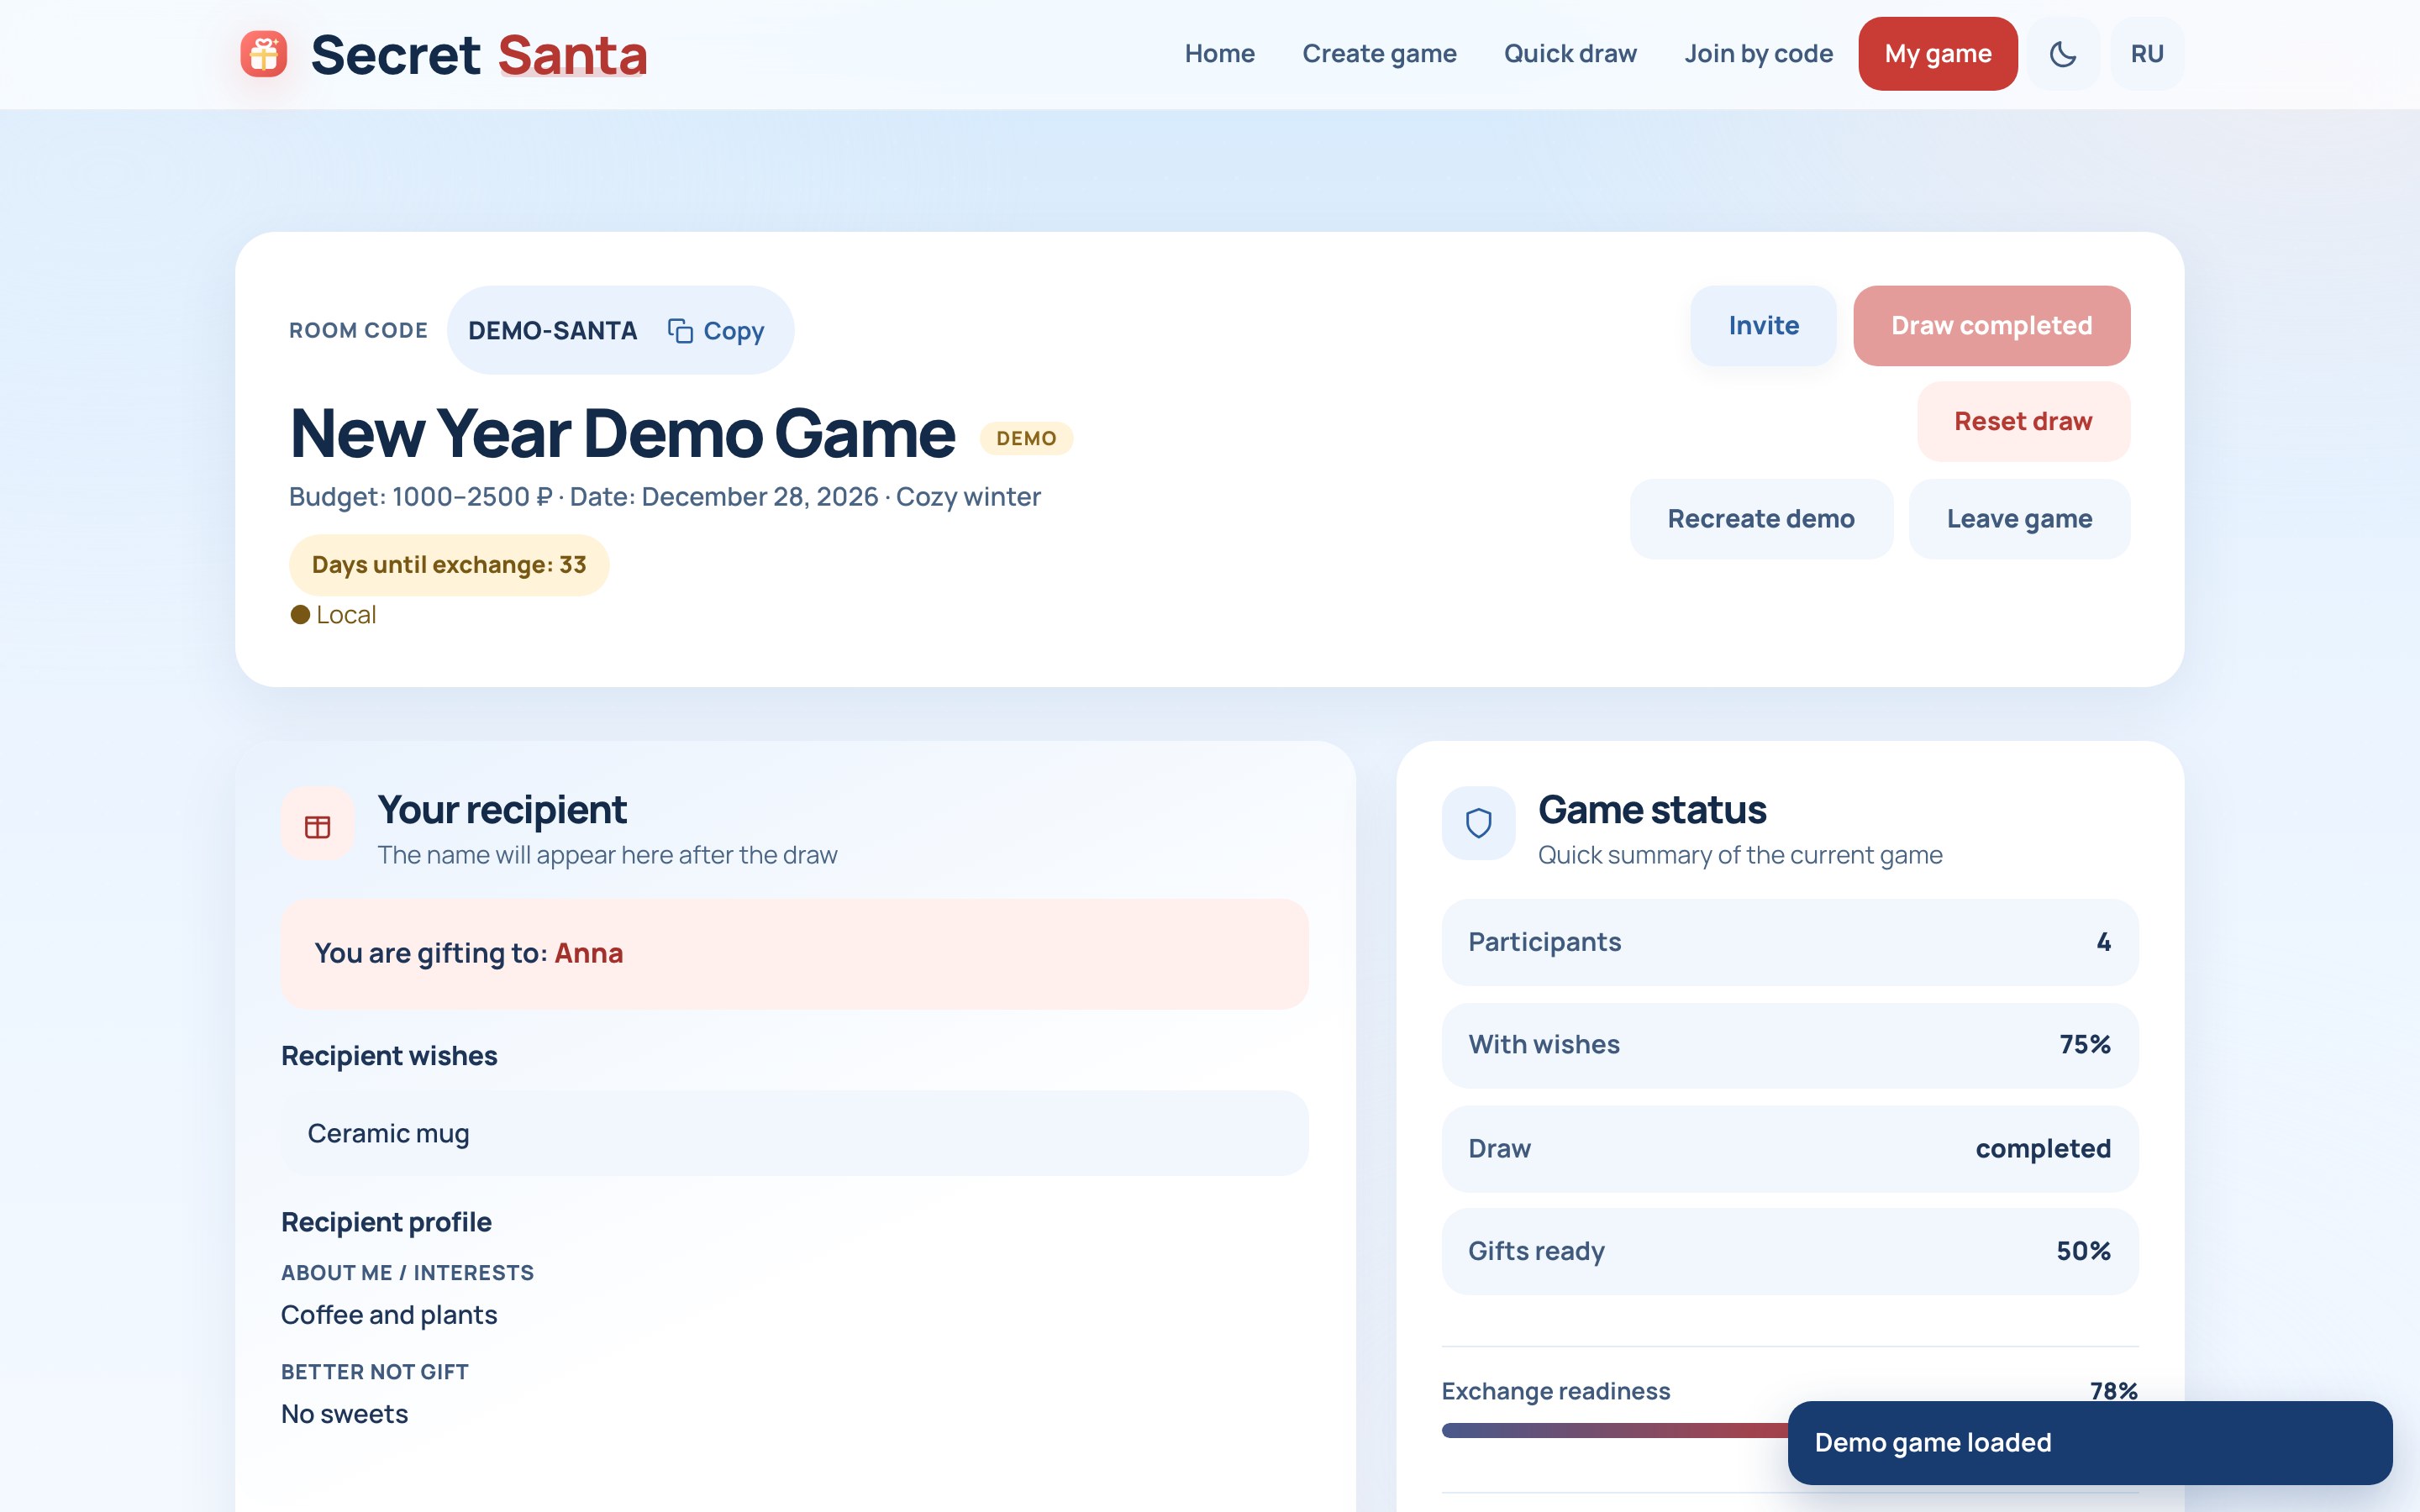 Secret Santa
Home
Create game
Quick draw
Join by code
My game
RU
ROOM CODE
DEMO-SANTA
Copy
Invite
Draw completed
Reset draw
Recreate demo
Leave game
New Year Demo Game
DEMO
Budget: 1000–2500 ₽ · Date: December 28, 2026 · Cozy winter
Days until exchange: 33
Local
Your recipient
The name will appear here after the draw
You are gifting to: Anna
Recipient wishes
Ceramic mug
Recipient profile
ABOUT ME / INTERESTS
Coffee and plants
BETTER NOT GIFT
No sweets
Game status
Quick summary of the current game
Participants 4
With wishes 75%
Draw completed
Gifts ready 50%
Exchange readiness 78%
Demo game loaded